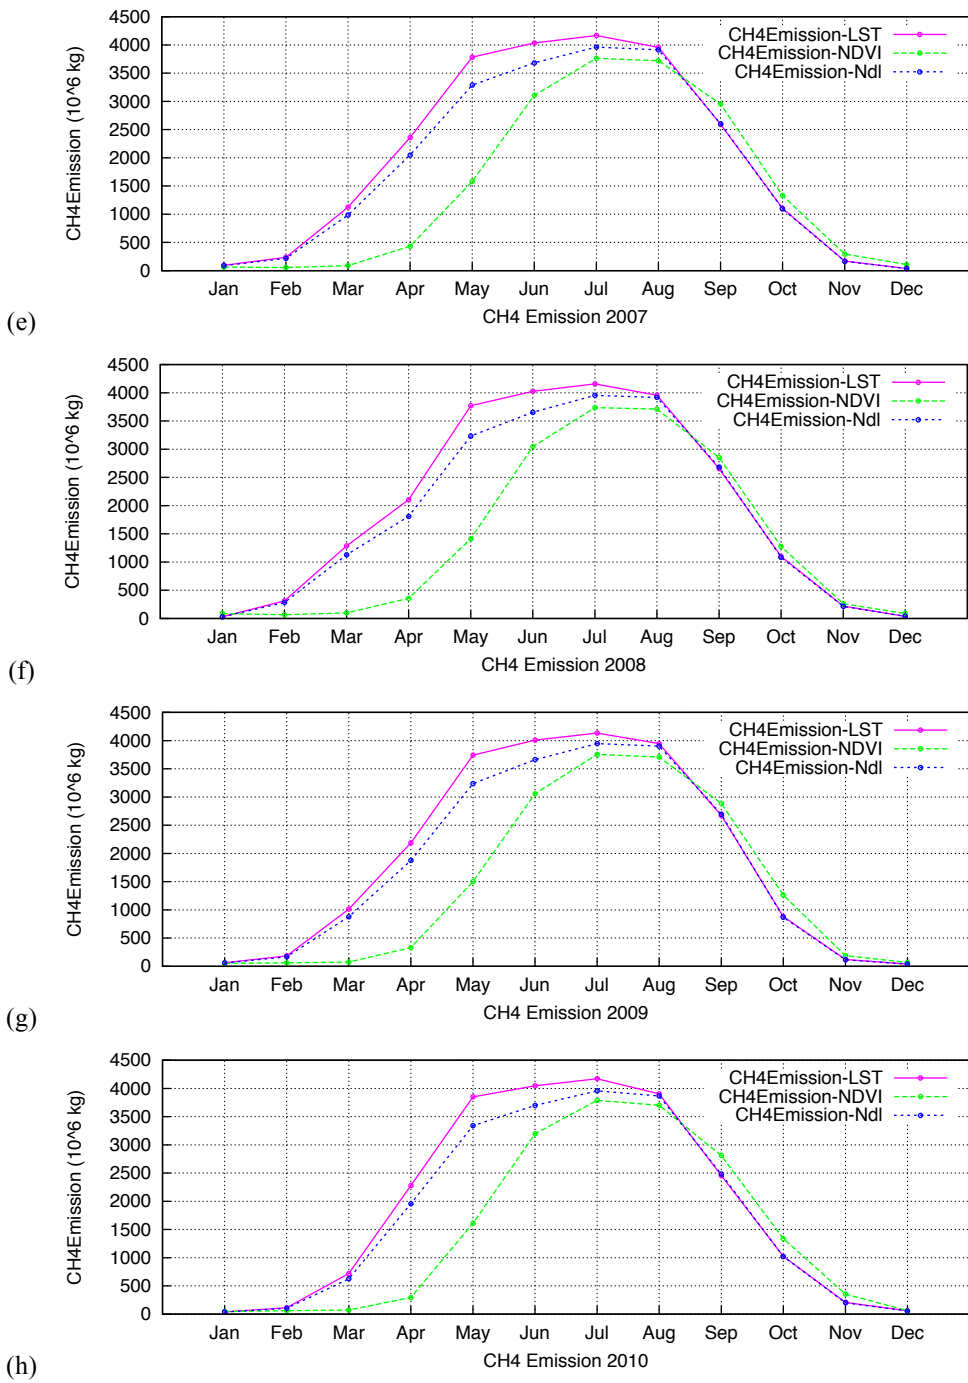 4500
4000
3500
3000
2500
2000
1500
1000
500
0
CH4Emission (10^6 kg)
CH4Emission-LST
CH4Emission-NDVI
CH4Emission-NdI
Jan Feb Mar Apr May Jun Jul Aug Sep Oct Nov Dec
CH4 Emission 2007
(e)
4500
4000
3500
3000
2500
2000
1500
1000
500
0
CH4Emission (10^6 kg)
CH4Emission-LST
CH4Emission-NDVI
CH4Emission-NdI
Jan Feb Mar Apr May Jun Jul Aug Sep Oct Nov Dec
CH4 Emission 2008
(f)
4500
4000
3500
3000
2500
2000
1500
1000
500
0
CH4Emission (10^6 kg)
CH4Emission-LST
CH4Emission-NDVI
CH4Emission-NdI
Jan Feb Mar Apr May Jun Jul Aug Sep Oct Nov Dec
CH4 Emission 2009
(g)
4500
4000
3500
3000
2500
2000
1500
1000
500
0
CH4Emission (10^6 kg)
CH4Emission-LST
CH4Emission-NDVI
CH4Emission-NdI
Jan Feb Mar Apr May Jun Jul Aug Sep Oct Nov Dec
CH4 Emission 2010
(h)